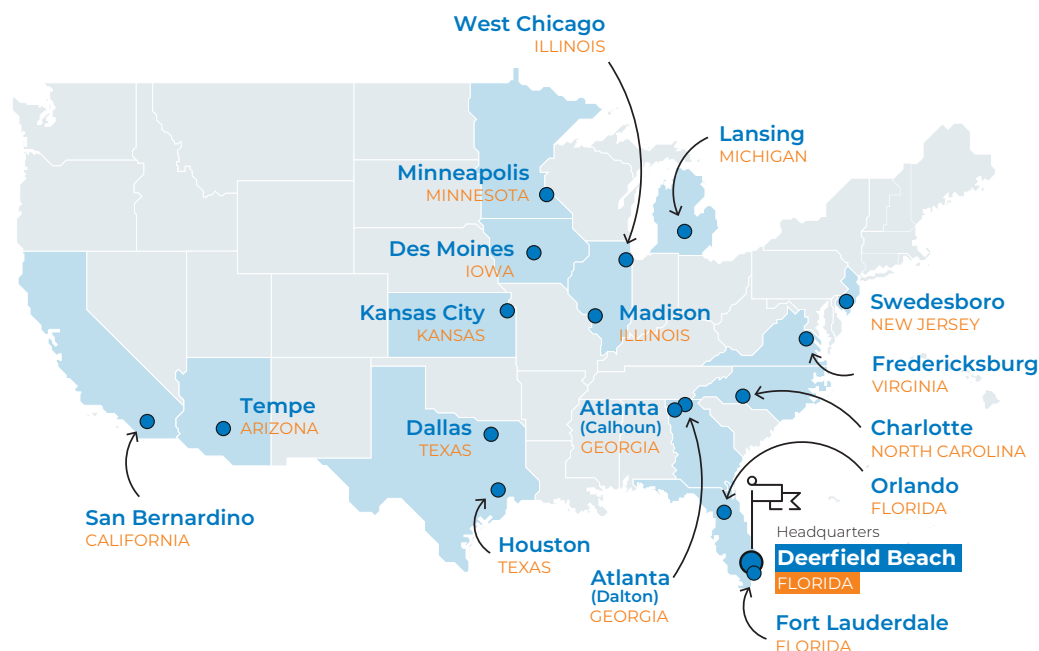 West Chicago
ILLINOIS
Lansing
MICHIGAN
Minneapolis
MINNESOTA
Des Moines
IOWA
Kansas City
KANSAS
Madison
ILLINOIS
Swedesboro
NEW JERSEY
Fredericksburg
VIRGINIA
Tempe
ARIZONA
Dallas
TEXAS
Atlanta
(Calhoun)
GEORGIA
Charlotte
NORTH CAROLINA
Orlando
FLORIDA
San Bernardino
CALIFORNIA
Houston
TEXAS
Atlanta
(Dalton)
GEORGIA
Headquarters
Deerfield Beach
FLORIDA
Fort Lauderdale
FLORIDA